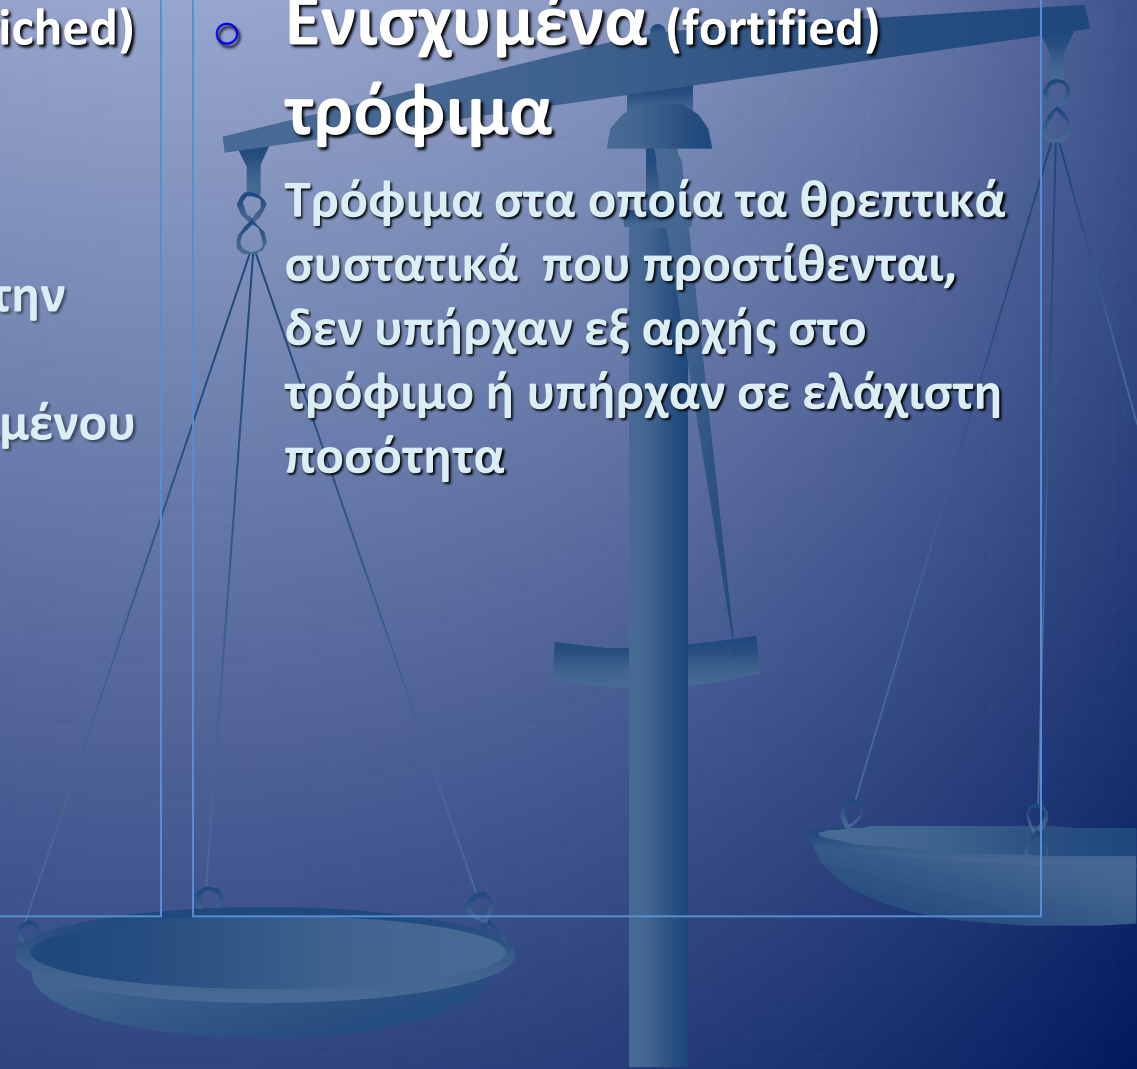 iched)
την
μένου
Ενισχυμένα (fortified)
τρόφιμα
Τρόφιμα στα οποία τα θρεπτικά
συστατικά που προστίθενται,
δεν υπήρχαν εξ αρχής στο
τρόφιμο ή υπήρχαν σε ελάχιστη
ποσότητα